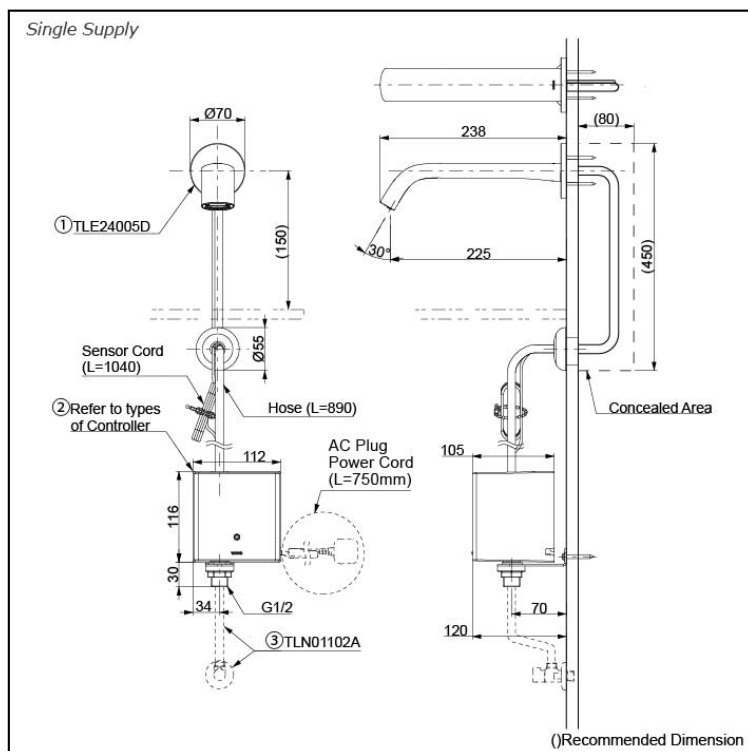 Single Supply
Ø70
(80)
238
①TLE24005D
(150)
30°
225
(450)
Ø55
Sensor Cord
(L=1040)
Hose (L=890)
Concealed Area
②Refer to types
of Controller
112
AC Plug
Power Cord
(L=750mm)
105
116
30
34
G1/2
70
120
③TLN01102A
()Recommended Dimension